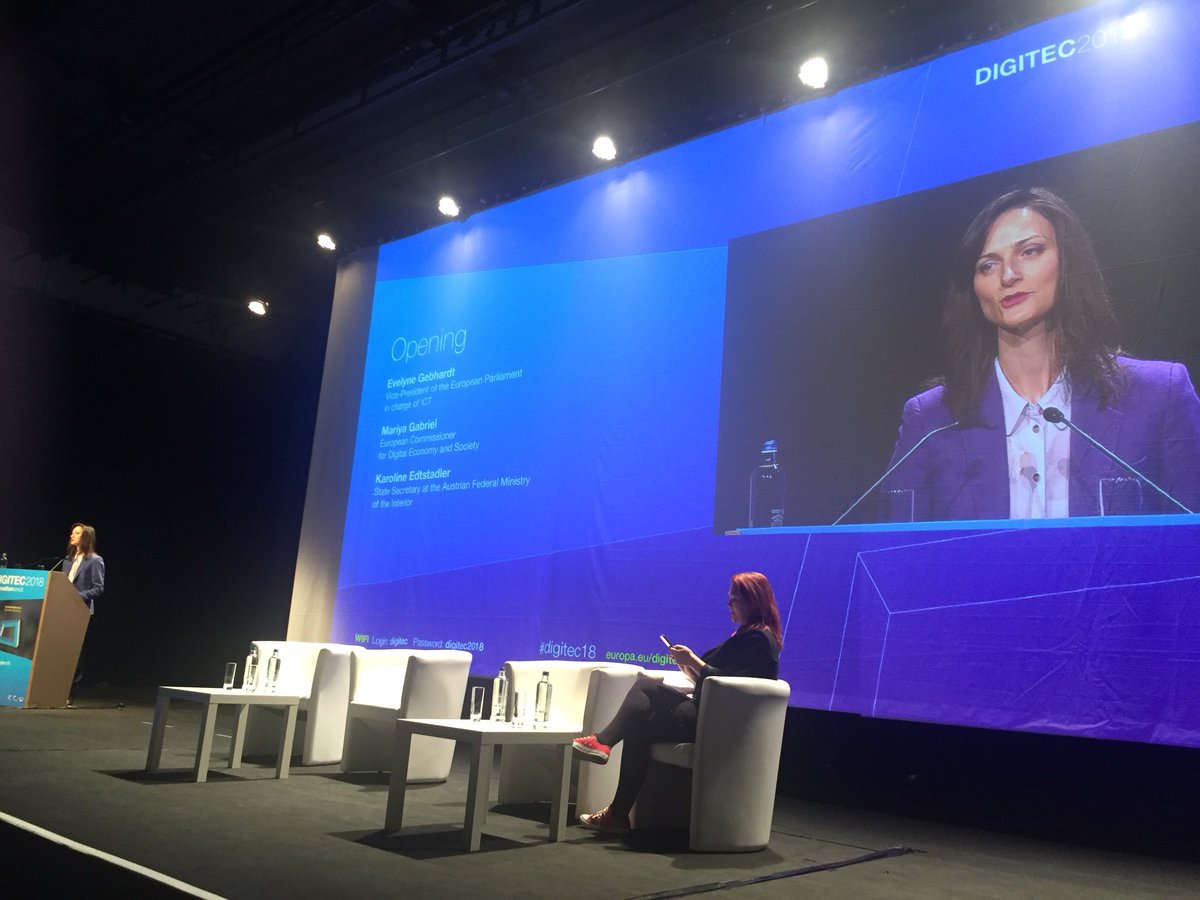 DIGITEC2018
Opening
Evelyne Gebhardt
Vice-President of the European Parliament
in charge of ICT
Mariya Gabriel
European Commissioner
for Digital Economy and Society
Karoline Edtstadler
State Secretary at the Austrian Federal Ministry
of the Interior
WIFI Login: digitec Password: digitec2018
#digitec18
europa.eu/digite
IGITEC2018